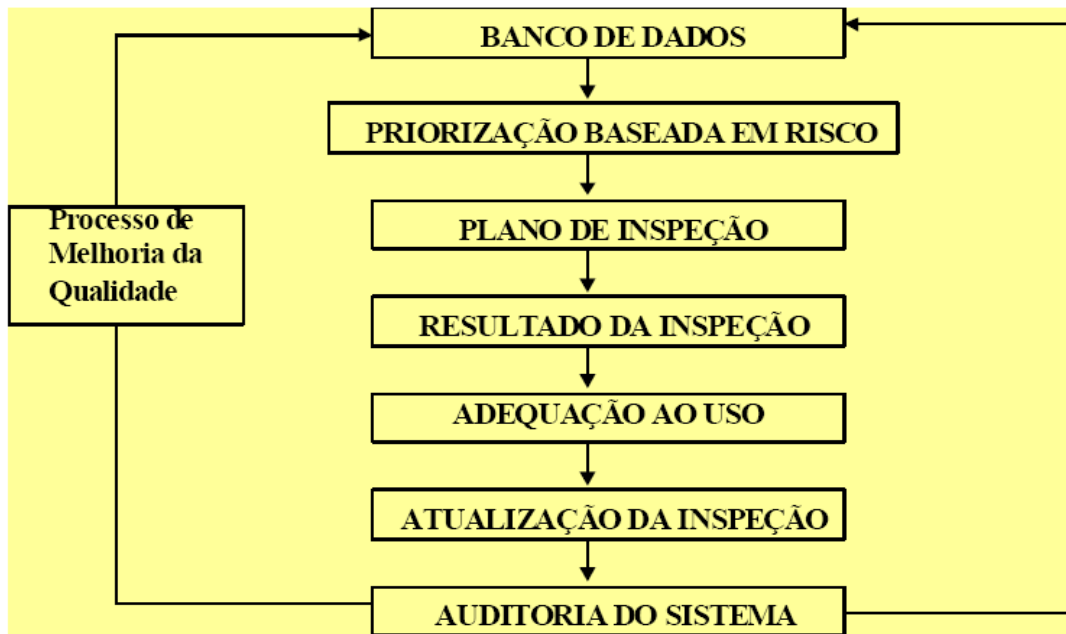 BANCO DE DADOS
PRIORIZAÇÃO BASEADA EM RISCO
PLANO DE INSPEÇÃO
Processo de
Melhoria da
Qualidade
RESULTADO DA INSPEÇÃO
ADEQUAÇÃO AO USO
ATUALIZAÇÃO DA INSPEÇÃO
AUDITORIA DO SISTEMA